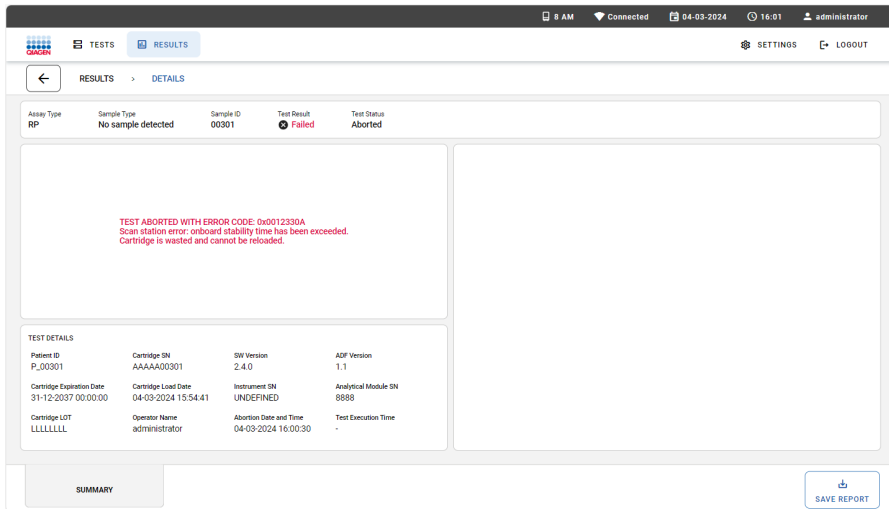 8 AM Connected 04-03-2024 16:01 administrator
QIAGEN TESTS RESULTS SETTINGS LOGOUT
RESULTS › DETAILS
Assay Type Sample Type Sample ID Test Result Test Status
RP No sample detected 00301 Failed Aborted
TEST ABORTED WITH ERROR CODE: 0x0012330A
Scan station error: onboard stability time has been exceeded.
Cartridge is wasted and cannot be reloaded.
TEST DETAILS
Patient ID Cartridge SN SW Version ADF Version
P_00301 AAAAA00301 2.4.0 1.1
Cartridge Expiration Date Cartridge Load Date Instrument SN Analytical Module SN
31-12-2037 00:00:00 04-03-2024 15:54:41 UNDEFINED 8888
Cartridge LOT Operator Name Abortion Date and Time Test Execution Time
LLLLLLLL administrator 04-03-2024 16:00:30 -
SUMMARY
SAVE REPORT